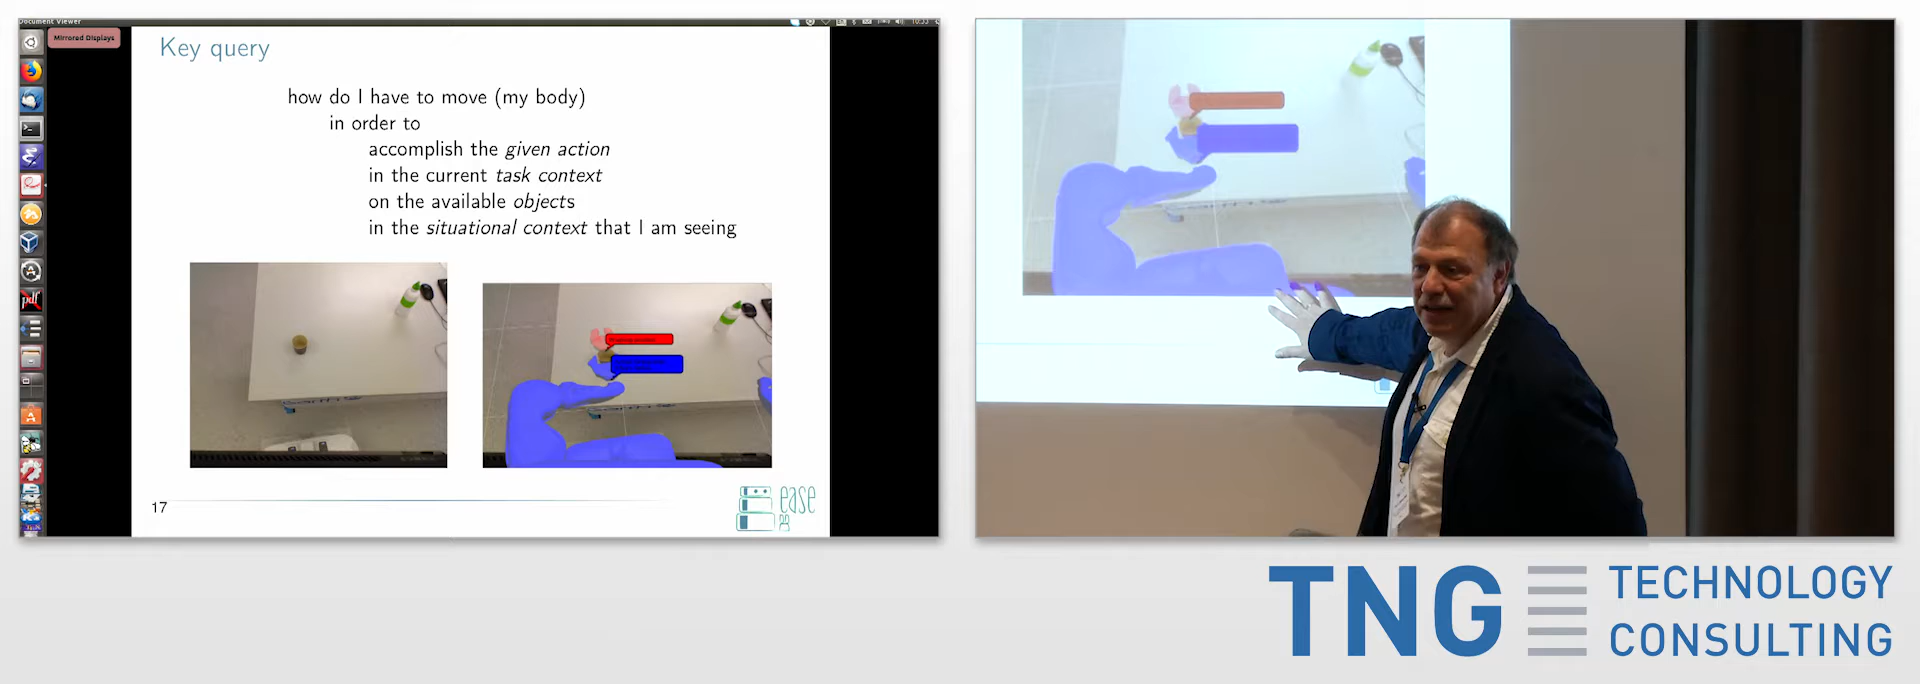 Document Viewer
Mirrored Displays
Key query
how do I have to move (my body)
in order to
accomplish the given action
in the current task context
on the available objects
in the situational context that I am seeing
17
ease
TNG TECHNOLOGY
CONSULTING